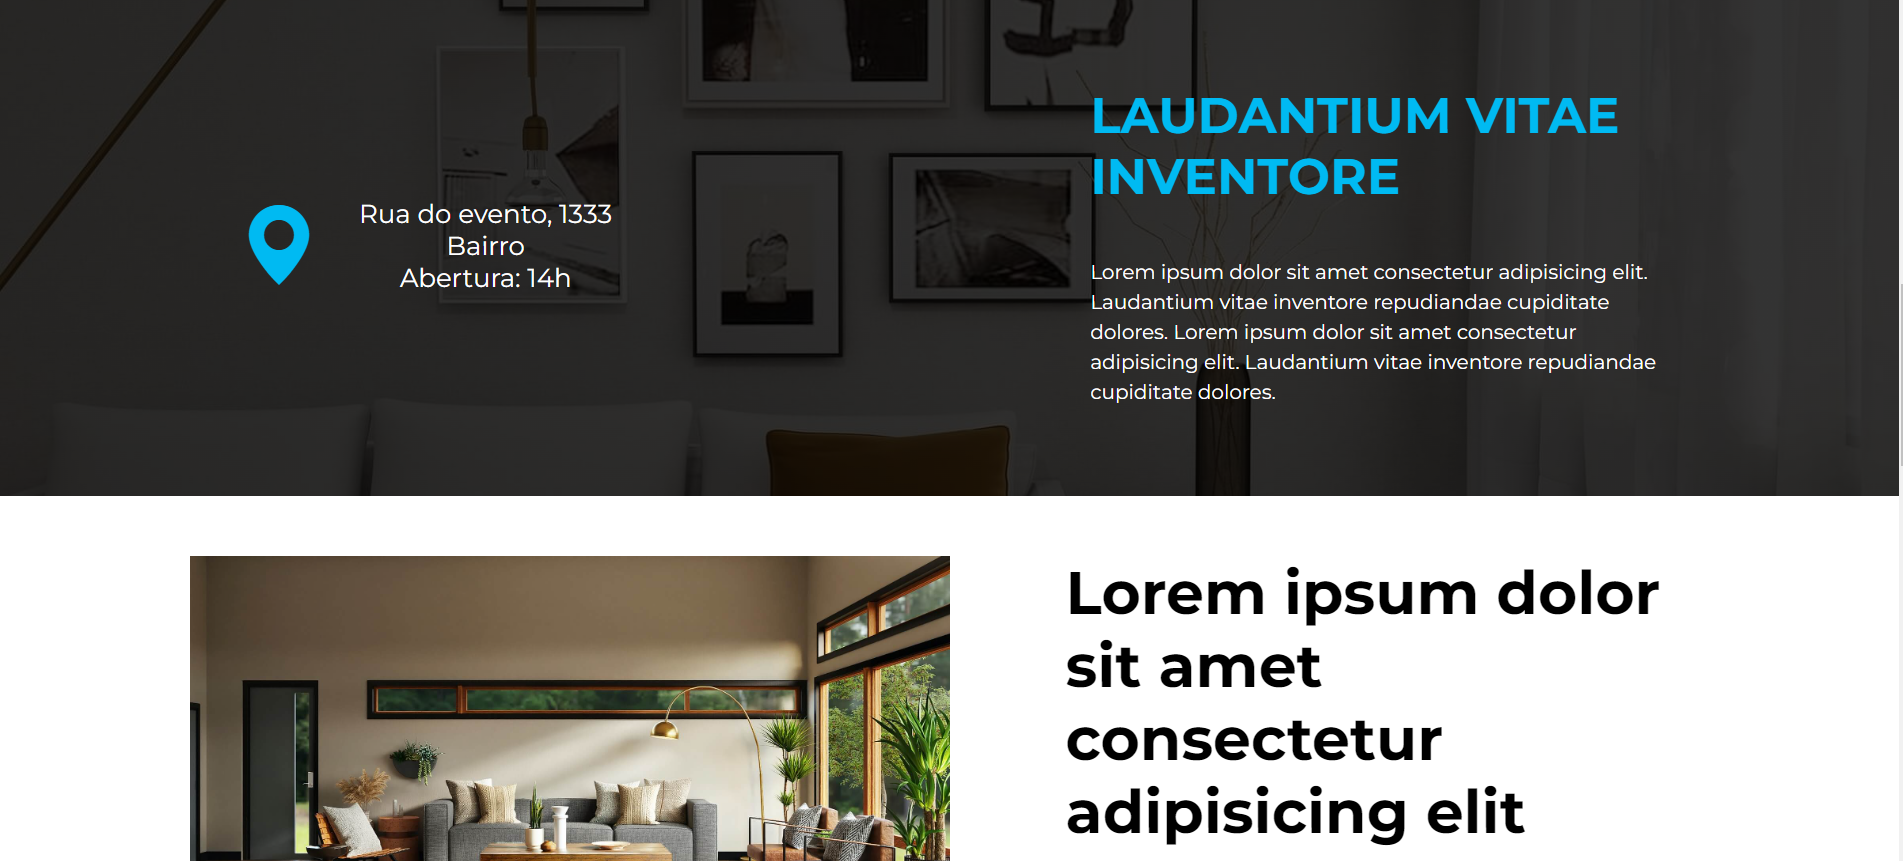 Rua do evento, 1333
Bairro
Abertura: 14h
LAUDANTIUM VITAE
INVENTORE
Lorem ipsum dolor sit amet consectetur adipisicing elit.
Laudantium vitae inventore repudiandae cupiditate
dolores. Lorem ipsum dolor sit amet consectetur
adipisicing elit. Laudantium vitae inventore repudiandae
cupiditate dolores.
Lorem ipsum dolor
sit amet
consectetur
adipisicing elit